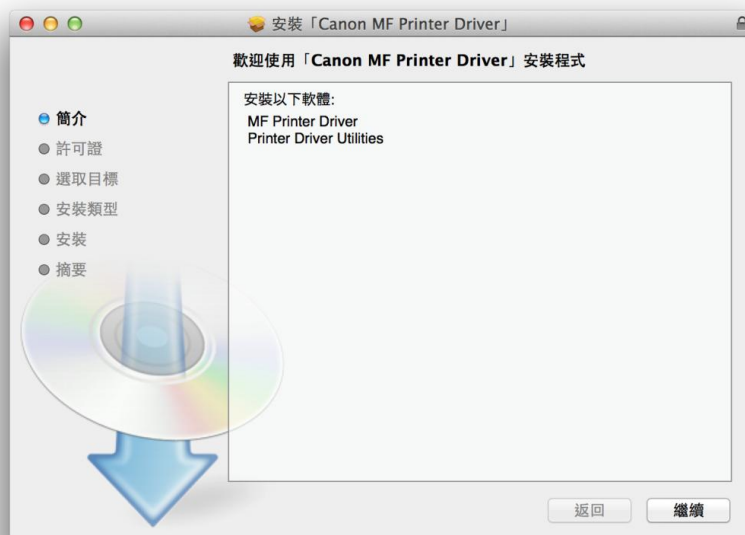 安裝「Canon MF Printer Driver」
歡迎使用「Canon MF Printer Driver」安裝程式
簡介
許可證
選取目標
安裝類型
安裝
摘要
安裝以下軟體:
MF Printer Driver
Printer Driver Utilities
返回
繼續